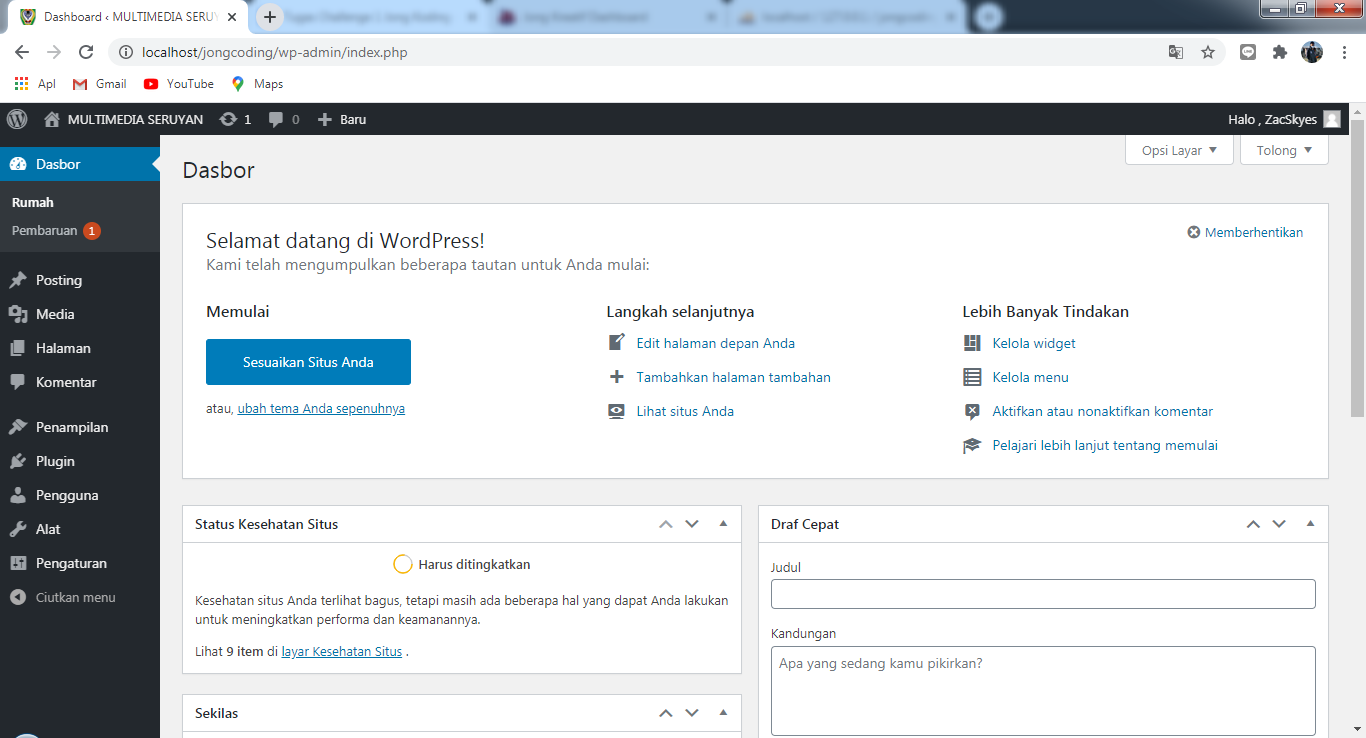 Dashboard ‹ MULTIMEDIA SERUY
localhost/jongcoding/wp-admin/index.php
Apl Gmail YouTube Maps
MULTIMEDIA SERUYAN 1 0 Baru Halo , ZacSkyes
Dasbor
Rumah
Pembaruan 1
Posting
Media
Halaman
Komentar
Penampilan
Plugin
Pengguna
Alat
Pengaturan
Ciutkan menu
Opsi Layar Tolong
Dasbor
Selamat datang di WordPress!
Memberhentikan
Kami telah mengumpulkan beberapa tautan untuk Anda mulai:
Memulai
Sesuaikan Situs Anda
atau, ubah tema Anda sepenuhnya
Langkah selanjutnya
Edit halaman depan Anda
Tambahkan halaman tambahan
Lihat situs Anda
Lebih Banyak Tindakan
Kelola widget
Kelola menu
Aktifkan atau nonaktifkan komentar
Pelajari lebih lanjut tentang memulai
Status Kesehatan Situs
Harus ditingkatkan
Kesehatan situs Anda terlihat bagus, tetapi masih ada beberapa hal yang dapat Anda lakukan
untuk meningkatkan performa dan keamanannya.
Lihat 9 item di layar Kesehatan Situs .
Sekilas
Draf Cepat
Judul
Kandungan
Apa yang sedang kamu pikirkan?